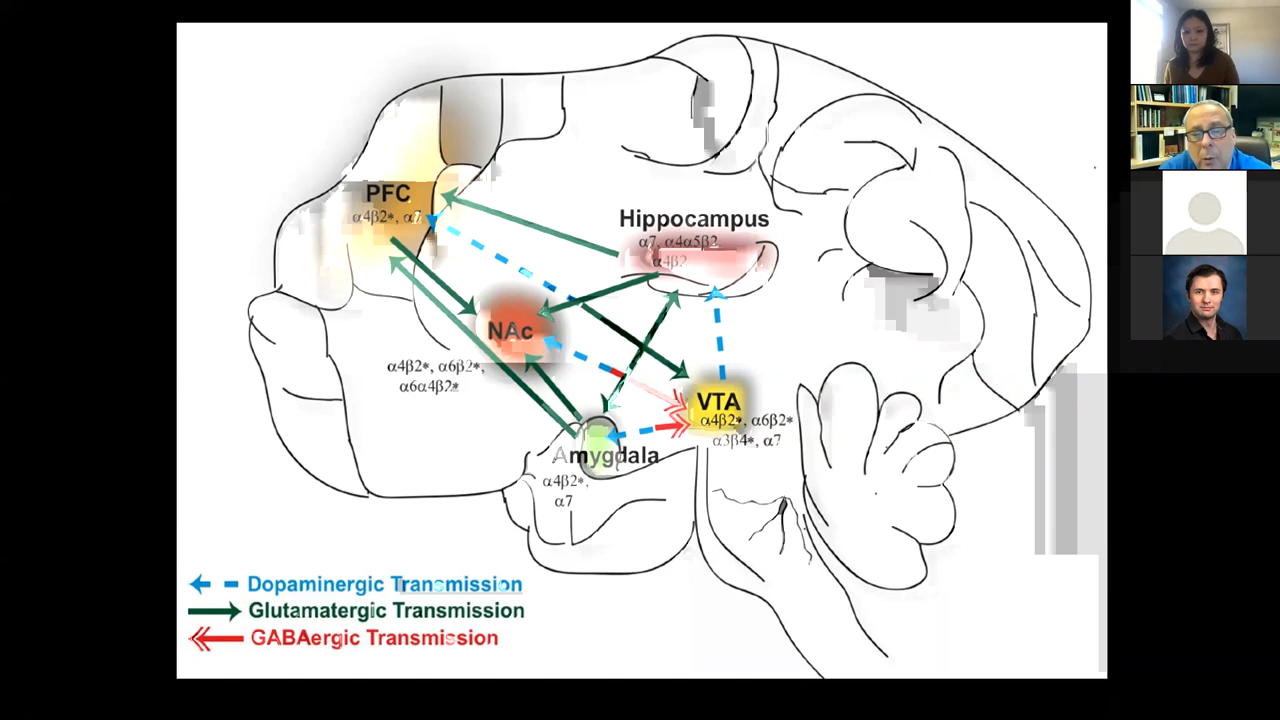 PFC
α4β2*, α7
Hippocampus
α7, α4α5β2
α4β2
NAc
α4β2*, α6β2*,
α6α4β2*
VTA
α4β2*, α6β2*
α3β4*, α7
Amygdala
α4β2*,
α7
Dopaminergic Transmission
Glutamatergic Transmission
GABAergic Transmission